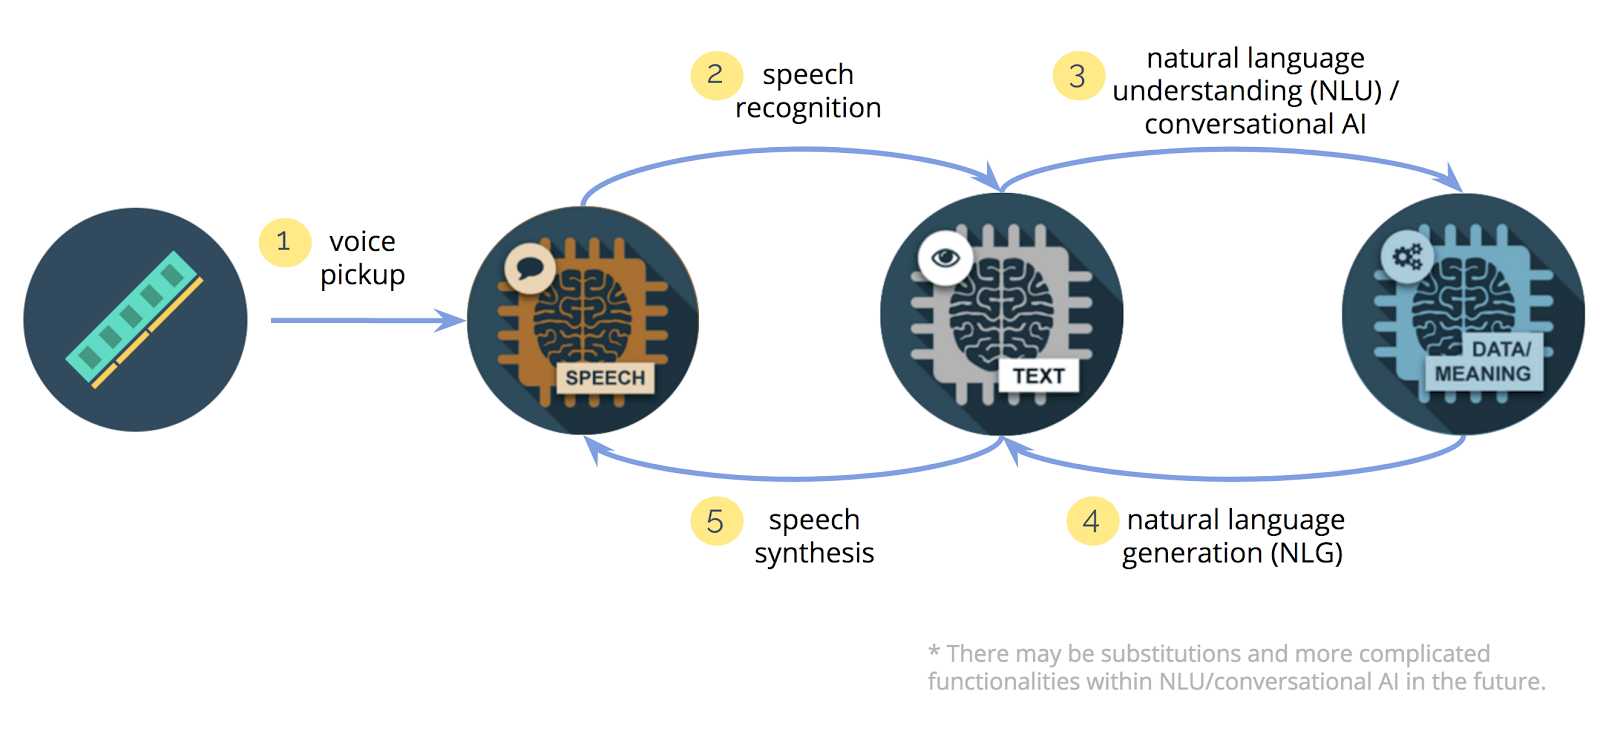 1
voice
pickup
2
speech
recognition
3
natural language
understanding (NLU) /
conversational AI
SPEECH
TEXT
DATA/
MEANING
4
natural language
generation (NLG)
5
speech
synthesis
* There may be substitutions and more complicated
functionalities within NLU/conversational AI in the future.